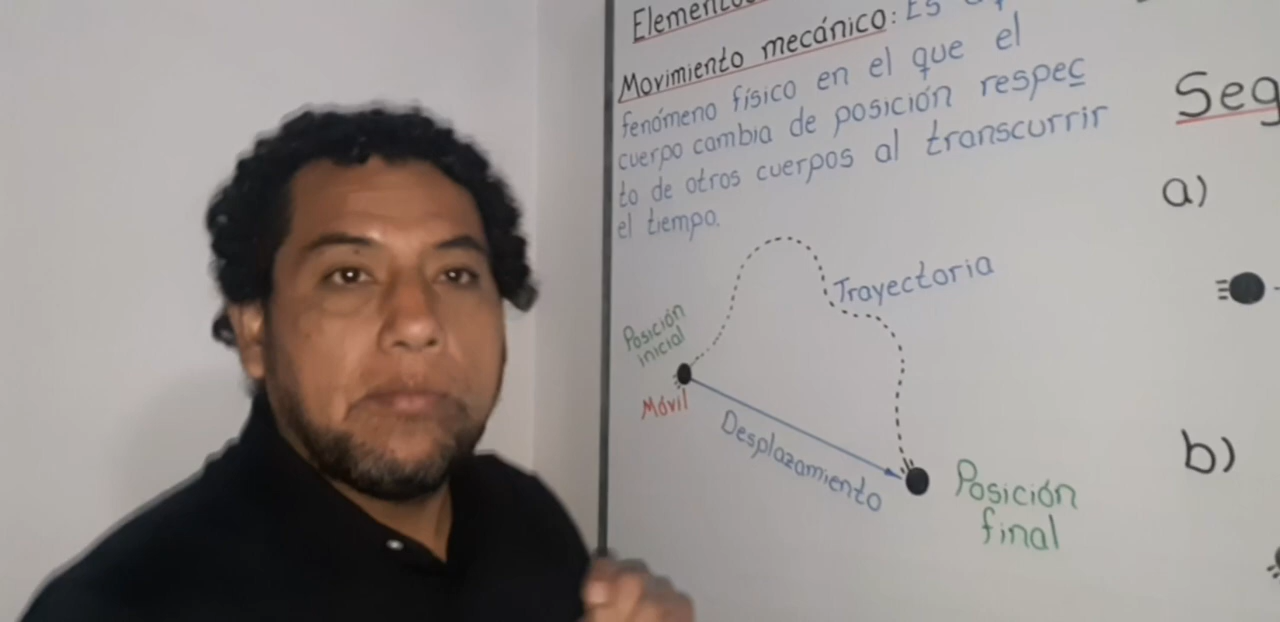 Movimiento mecánico: Es
fenómeno físico en el que el
cuerpo cambia de posición respec
to de otros cuerpos al transcurrir
el tiempo.
Trayectoria
Posición
inicial
Móvil
Desplazamiento
Posición
final
Seg
a)
b)